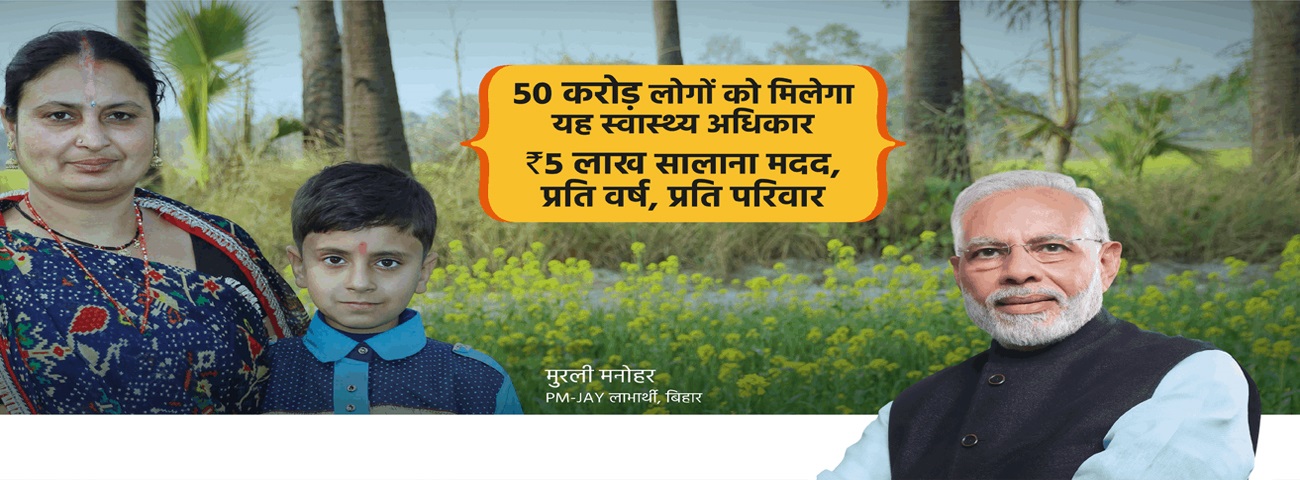 50 करोड़ लोगों को मिलेगा
यह स्वास्थ्य अधिकार
₹5 लाख सालाना मदद,
प्रति वर्ष, प्रति परिवार
मुरली मनोहर
PM-JAY लाभार्थी, बिहार